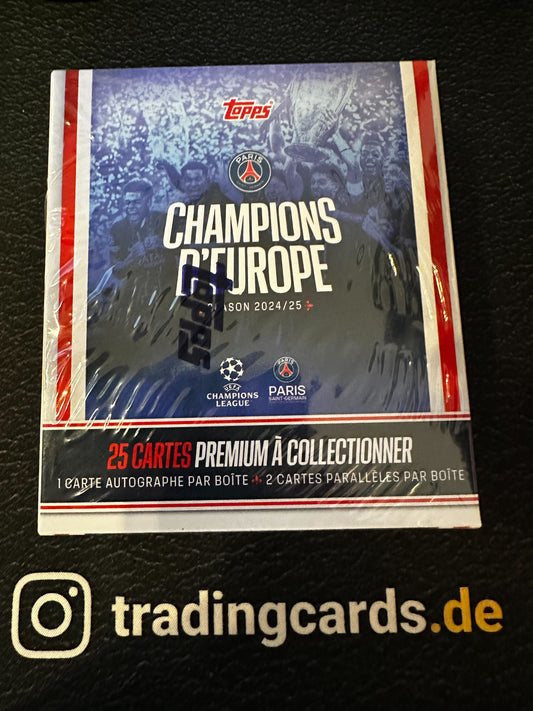 Topps
PARIS
CHAMPIONS
D'EUROPE
SAISON 2024/25
Topps
UEFA
CHAMPIONS
LEAGUE
PARIS
SAINT-GERMAIN
25 CARTES PREMIUM À COLLECTIONNER
1 CARTE AUTOGRAPHE PAR BOÎTE 2 CARTES PARALLÈLES PAR BOÎTE
tradingcards.de